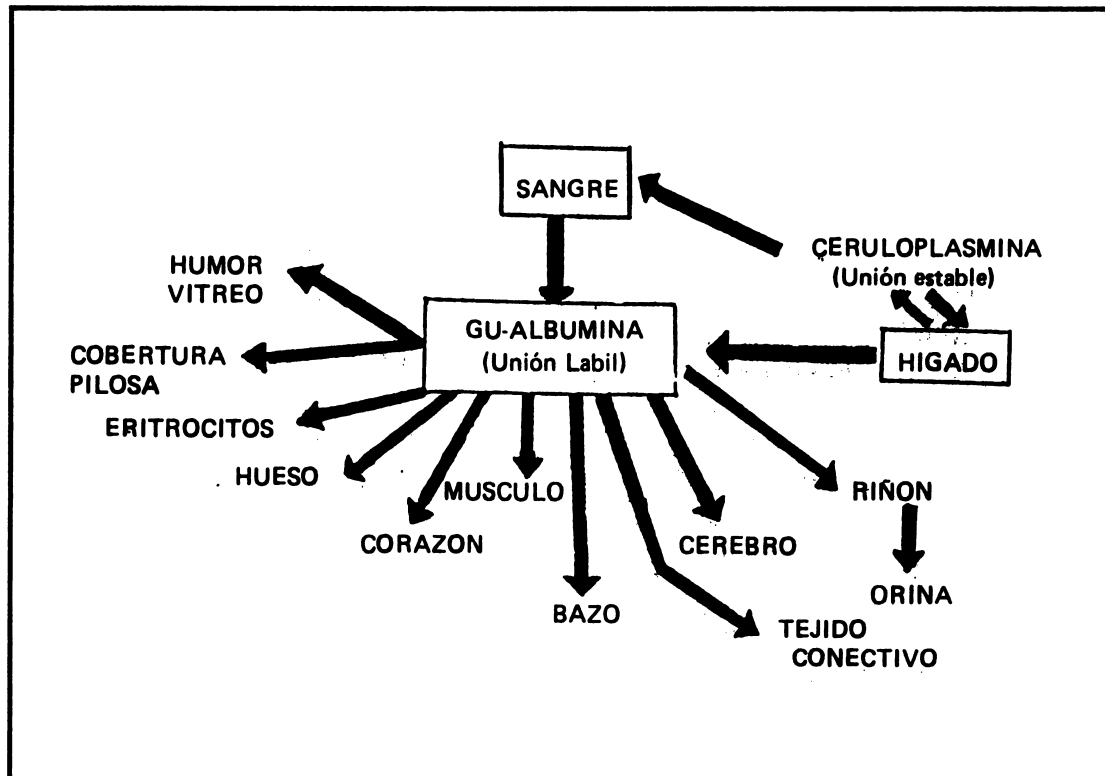 SANGRE
CERULOPLASMINA
(Unión estable)
HUMOR
VITREO
GU-ALBUMINA
(Unión Labil)
HIGADO
COBERTURA
PILOSA
ERITROCITOS
HUESO
MUSCULO
RIÑON
CORAZON
CEREBRO
BAZO
ORINA
TEJIDO
CONECTIVO